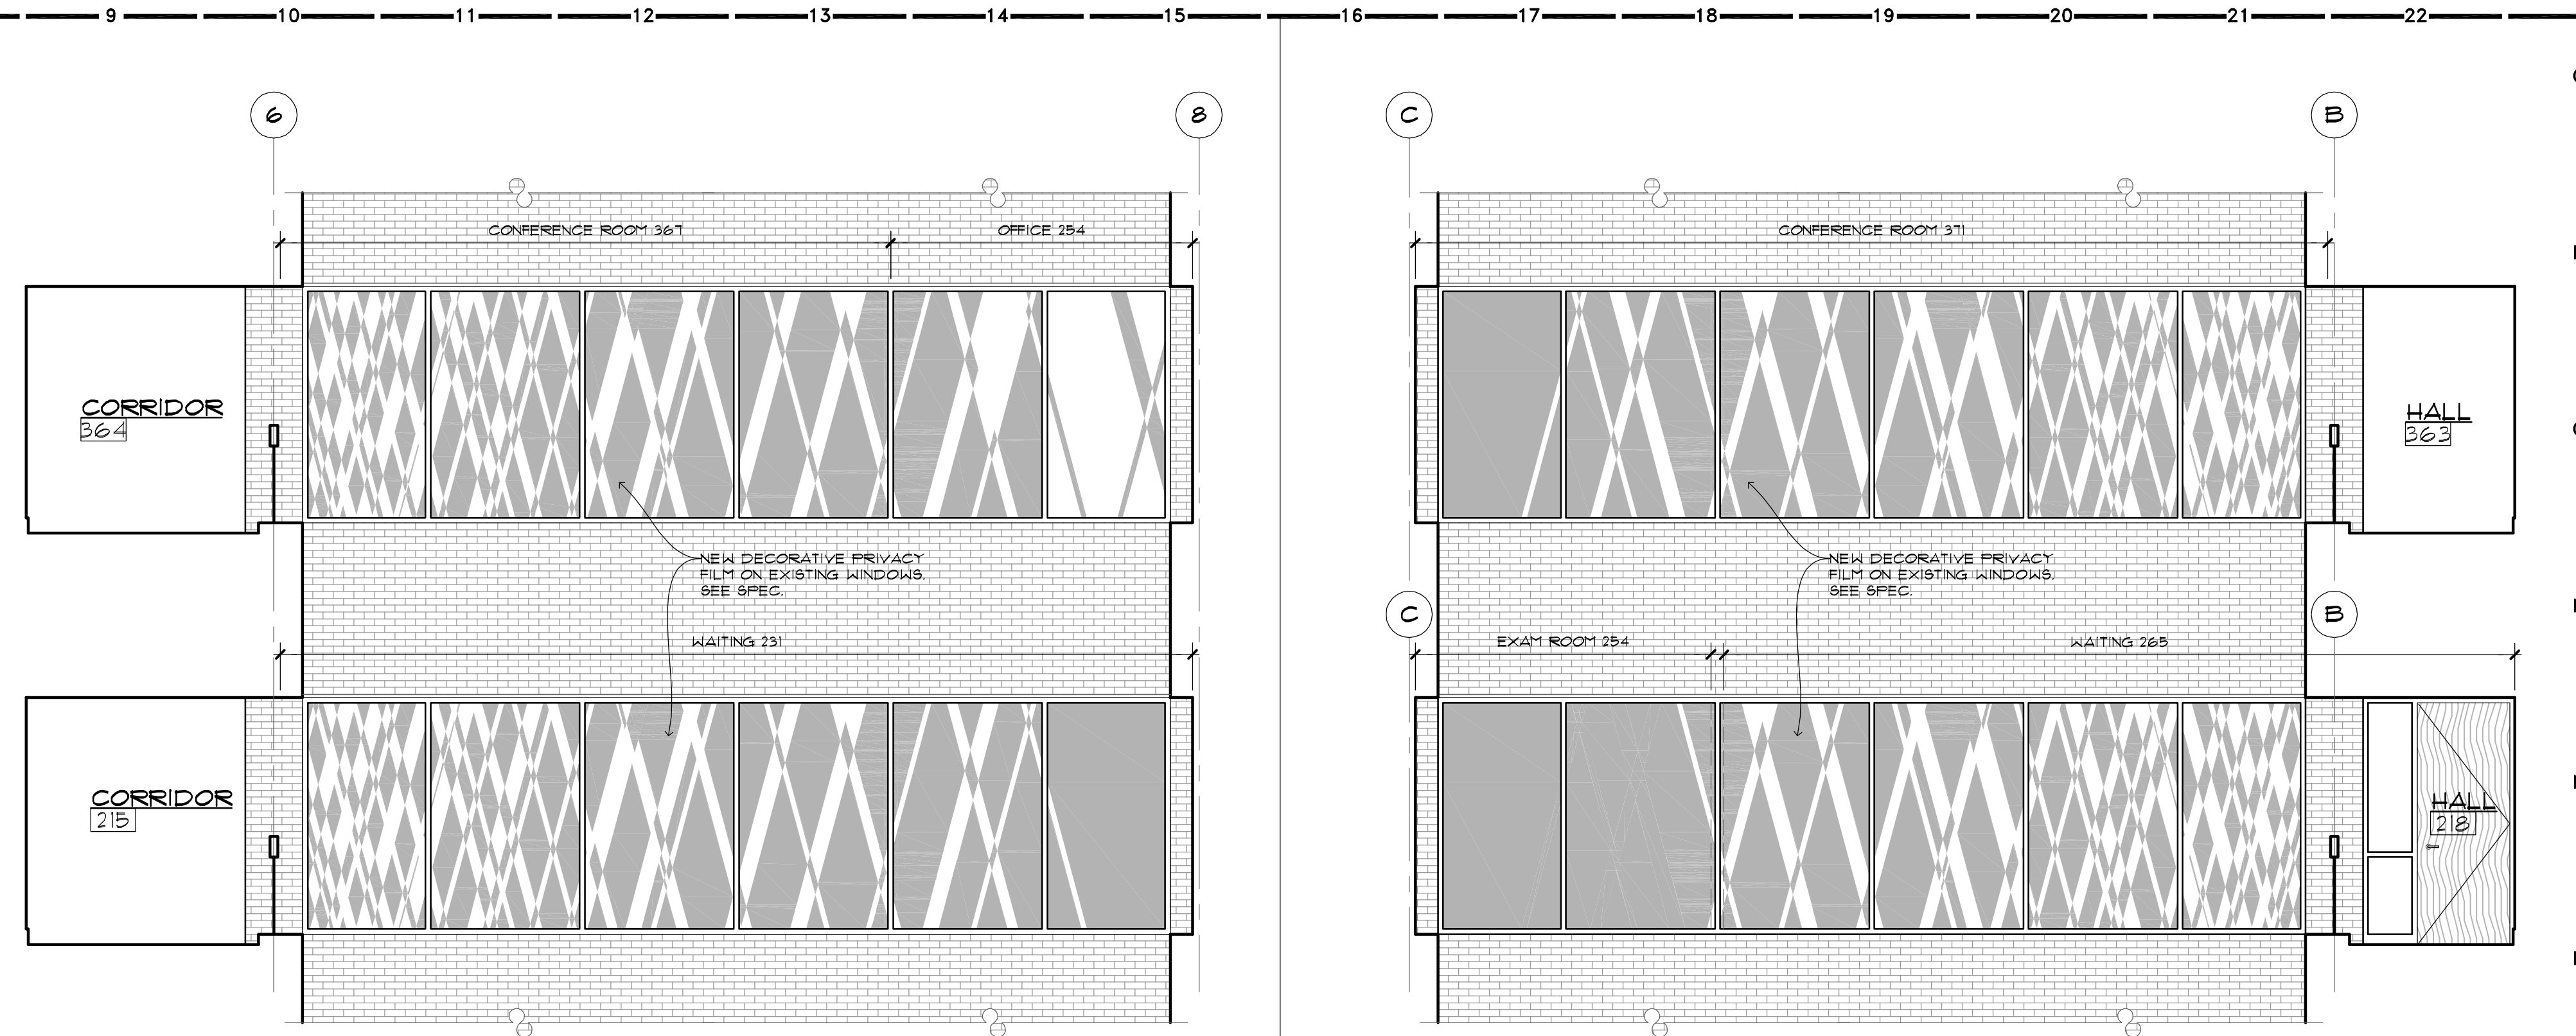 9 10 11 12 13 14 15 16 17 18 19 20 21 22
6 8 C B
CONFERENCE ROOM 367 OFFICE 254 CONFERENCE ROOM 371
CORRIDOR
364
HALL
363
NEW DECORATIVE PRIVACY
FILM ON EXISTING WINDOWS.
SEE SPEC.
NEW DECORATIVE PRIVACY
FILM ON EXISTING WINDOWS.
SEE SPEC.
C B
WAITING 231 EXAM ROOM 254 WAITING 265
CORRIDOR
215
HALL
218